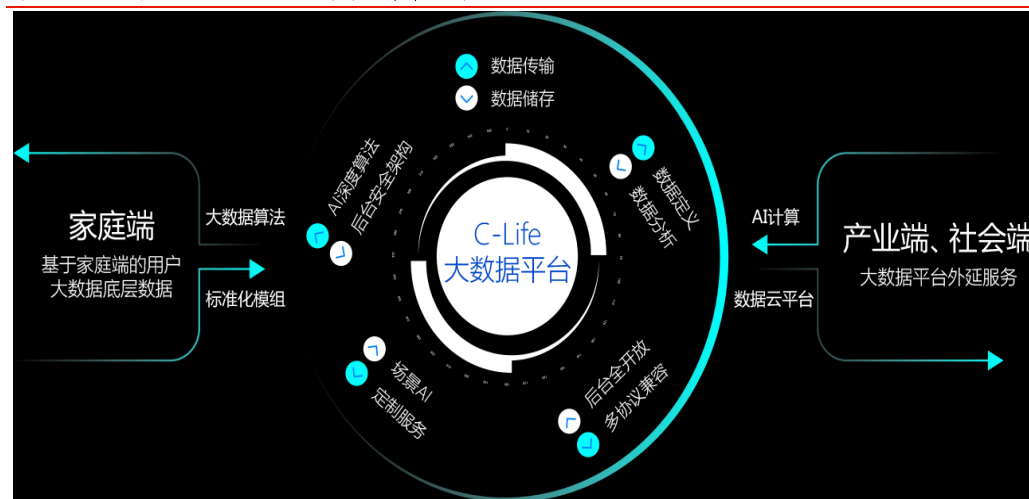 数据传输
数据储存
AI深度算法
后台安全架构
数据定义
数据分析
家庭端
基于家庭端的用户
大数据底层数据
大数据算法
标准化模组
C-Life
大数据平台
AI计算
数据云平台
产业端、社会端
大数据平台外延服务
场景AI
定制服务
后台全开放
多协议兼容